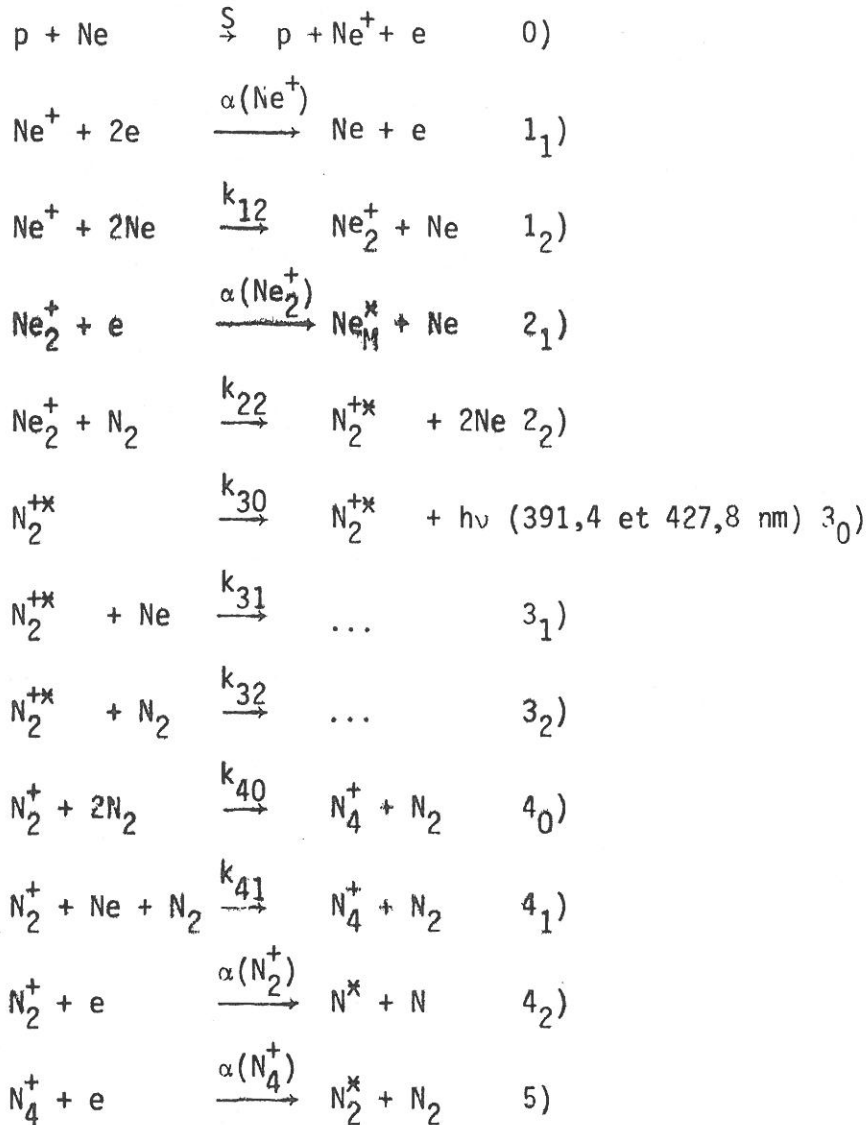 p + Ne →(S) p + Ne⁺ + e 0)
Ne⁺ + 2e →(α(Ne⁺)) Ne + e 1₁)
Ne⁺ + 2Ne →(k₁₂) Ne₂⁺ + Ne 1₂)
Ne₂⁺ + e →(α(Ne₂⁺)) Ne_M^* + Ne 2₁)
Ne₂⁺ + N₂ →(k₂₂) N₂^{+*} + 2Ne 2₂)
N₂^{+*} →(k₃₀) N₂^{+*} + hν (391,4 et 427,8 nm) 3₀)
N₂^{+*} + Ne →(k₃₁) ... 3₁)
N₂^{+*} + N₂ →(k₃₂) ... 3₂)
N₂⁺ + 2N₂ →(k₄₀) N₄⁺ + N₂ 4₀)
N₂⁺ + Ne + N₂ →(k₄₁) N₄⁺ + N₂ 4₁)
N₂⁺ + e →(α(N₂⁺)) N^* + N 4₂)
N₄⁺ + e →(α(N₄⁺)) N₂^* + N₂ 5)